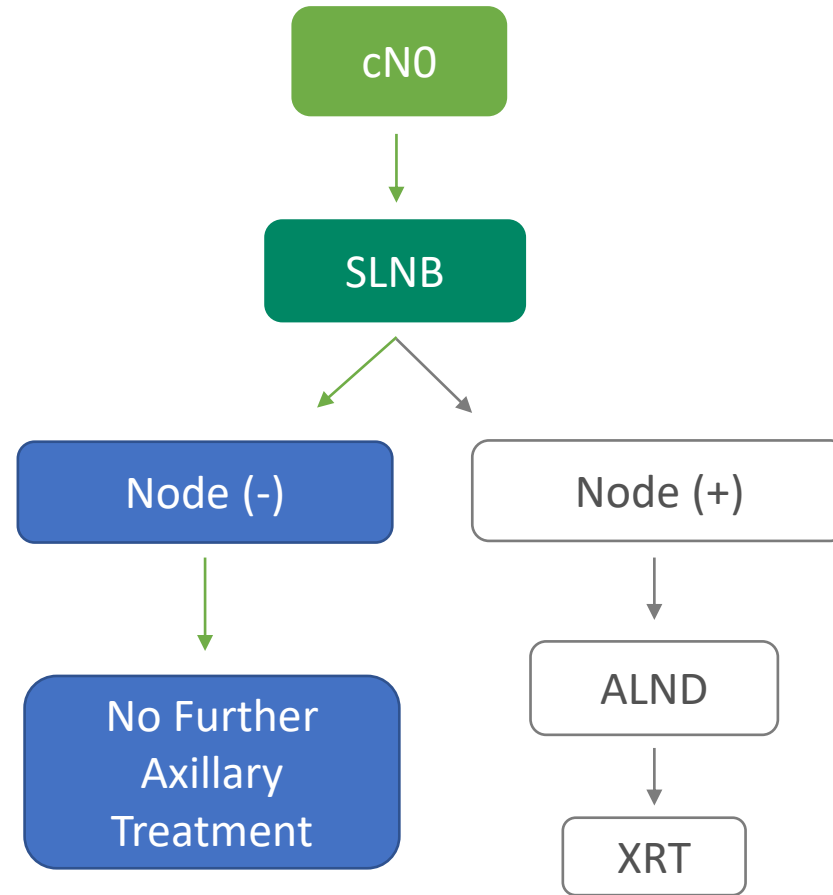 cN0
SLNB
Node (-)
Node (+)
No Further
Axillary
Treatment
ALND
XRT